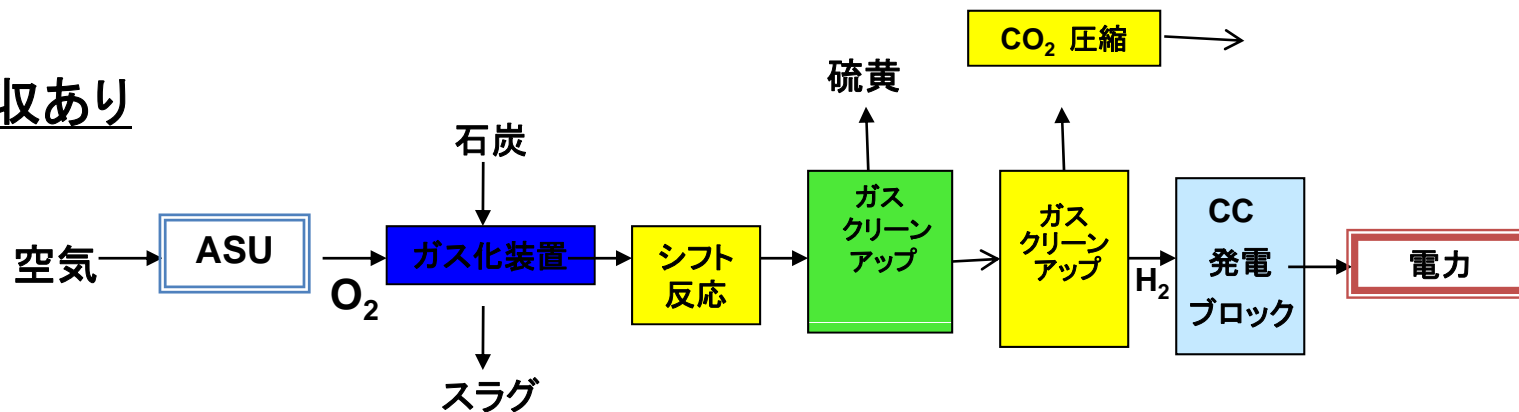 収あり
CO₂ 圧縮
硫黄
石炭
空気
ASU
O₂
ガス化装置
スラグ
シフト
反応
ガス
クリーン
アップ
ガス
クリーン
アップ
H₂
CC
発電
ブロック
電力